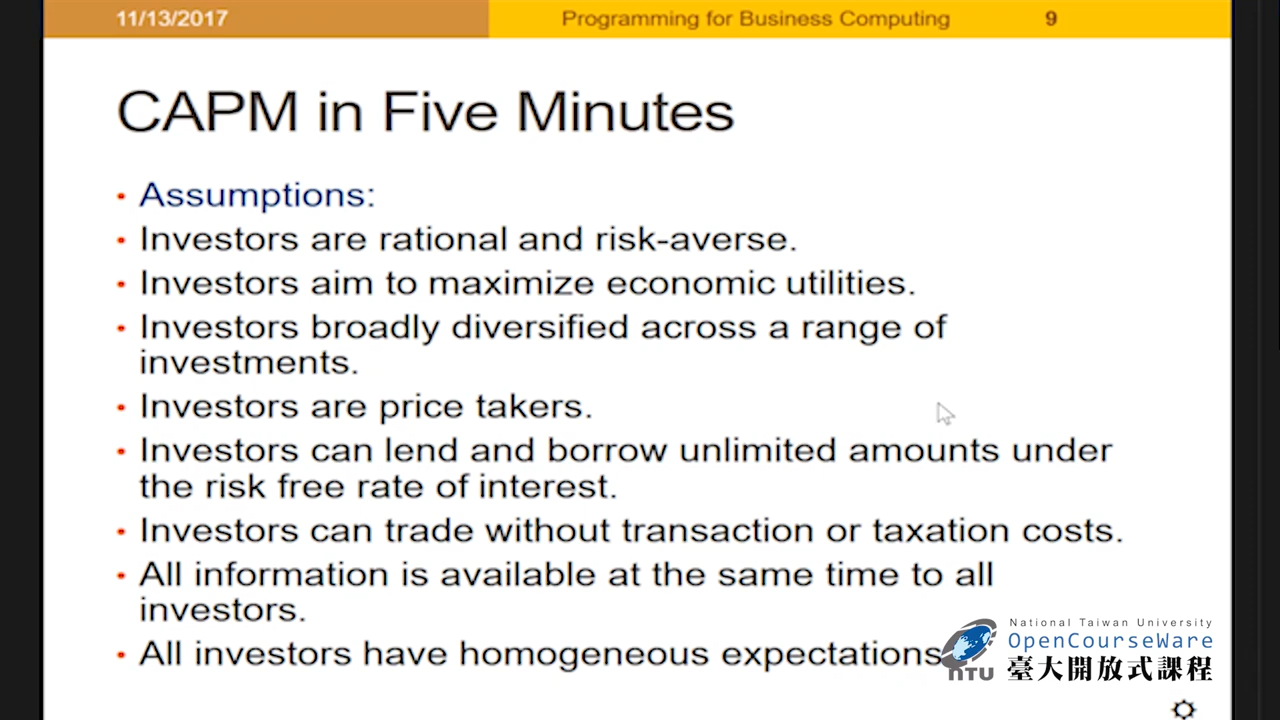 11/13/2017 Programming for Business Computing 9
CAPM in Five Minutes
• Assumptions:
• Investors are rational and risk-averse.
• Investors aim to maximize economic utilities.
• Investors broadly diversified across a range of
investments.
• Investors are price takers.
• Investors can lend and borrow unlimited amounts under
the risk free rate of interest.
• Investors can trade without transaction or taxation costs.
• All information is available at the same time to all
investors.
• All investors have homogeneous expectations
National Taiwan University
OpenCourseWare
NTU 臺大開放式課程